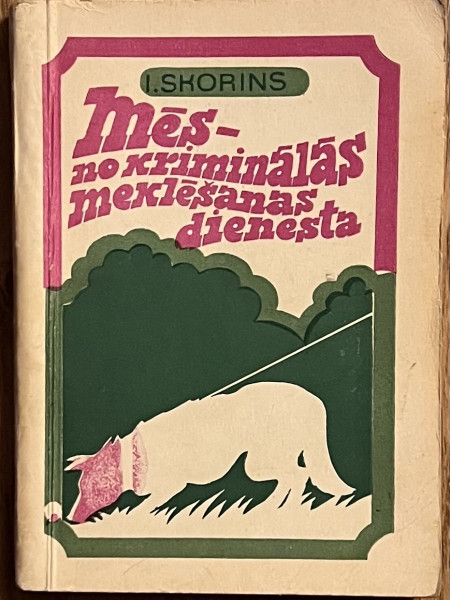 I.SKORINS
Mēs-
no kriminālās
meklēšanas
dienesta